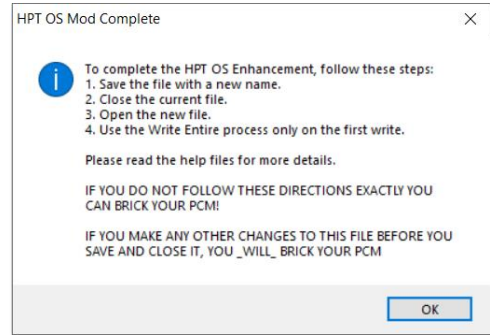 HPT OS Mod Complete
To complete the HPT OS Enhancement, follow these steps:
1. Save the file with a new name.
2. Close the current file.
3. Open the new file.
4. Use the Write Entire process only on the first write.
Please read the help files for more details.
IF YOU DO NOT FOLLOW THESE DIRECTIONS EXACTLY YOU
CAN BRICK YOUR PCM!
IF YOU MAKE ANY OTHER CHANGES TO THIS FILE BEFORE YOU
SAVE AND CLOSE IT, YOU _WILL_ BRICK YOUR PCM
OK